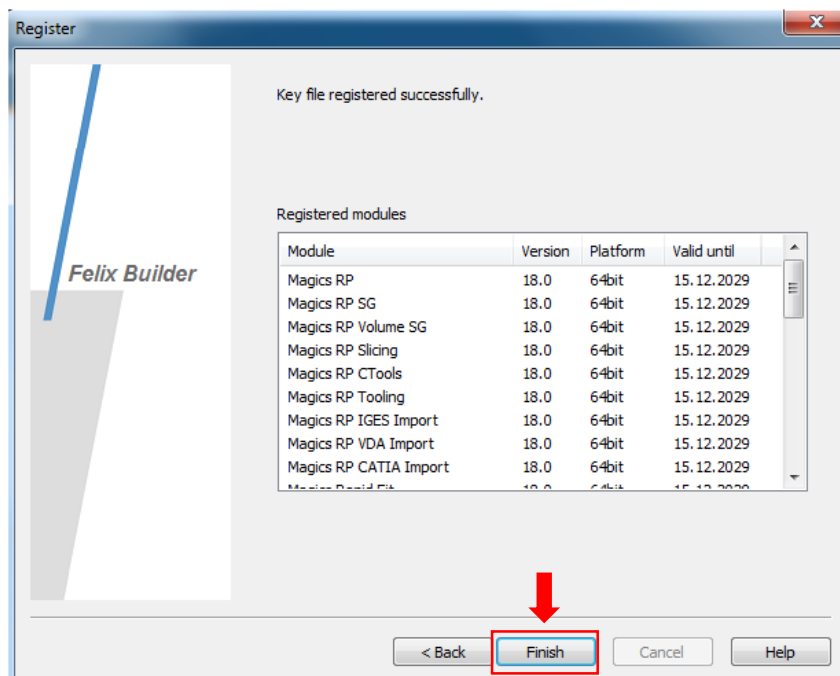 Register
Key file registered successfully.
Registered modules
Module Version Platform Valid until
Felix Builder
Magics RP 18.0 64bit 15.12.2029
Magics RP SG 18.0 64bit 15.12.2029
Magics RP Volume SG 18.0 64bit 15.12.2029
Magics RP Slicing 18.0 64bit 15.12.2029
Magics RP CTools 18.0 64bit 15.12.2029
Magics RP Tooling 18.0 64bit 15.12.2029
Magics RP IGES Import 18.0 64bit 15.12.2029
Magics RP VDA Import 18.0 64bit 15.12.2029
Magics RP CATIA Import 18.0 64bit 15.12.2029
< Back Finish Cancel Help